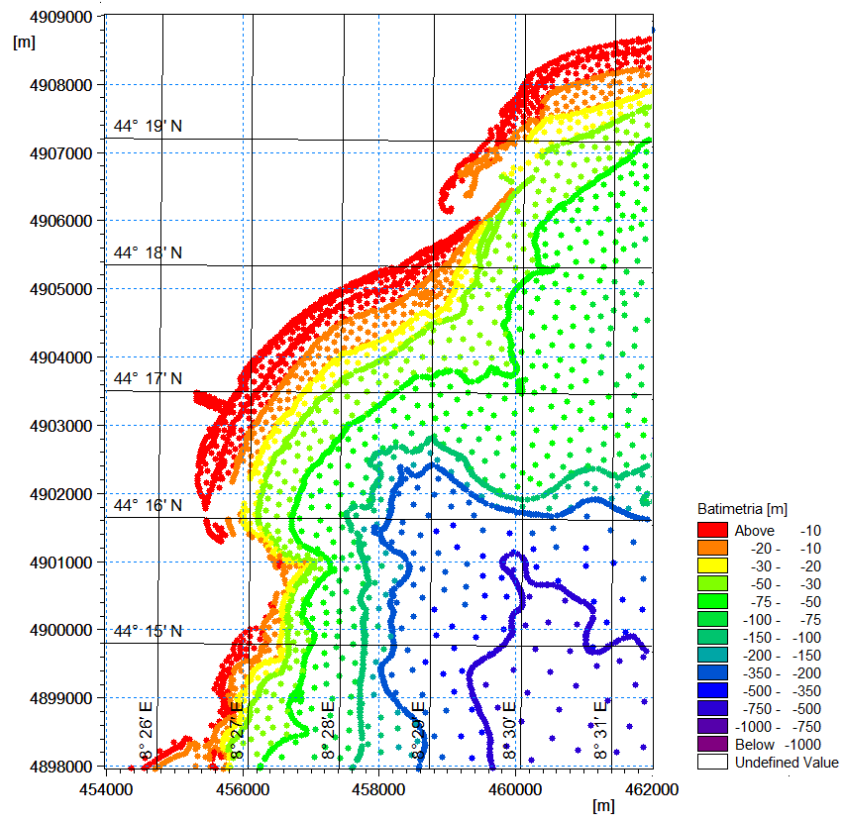 4909000
[m]
4908000
44° 19' N
4907000
4906000
44° 18' N
4905000
4904000
44° 17' N
4903000
4902000
44° 16' N
4901000
4900000
44° 15' N
4899000
8° 26' E
8° 27' E
8° 28' E
8° 29' E
8° 30' E
8° 31' E
4898000
454000
456000
458000
460000
462000
[m]
Batimetria [m]
Above -10
-20 - -10
-30 - -20
-50 - -30
-75 - -50
-100 - -75
-150 - -100
-200 - -150
-350 - -200
-500 - -350
-750 - -500
-1000 - -750
Below -1000
Undefined Value